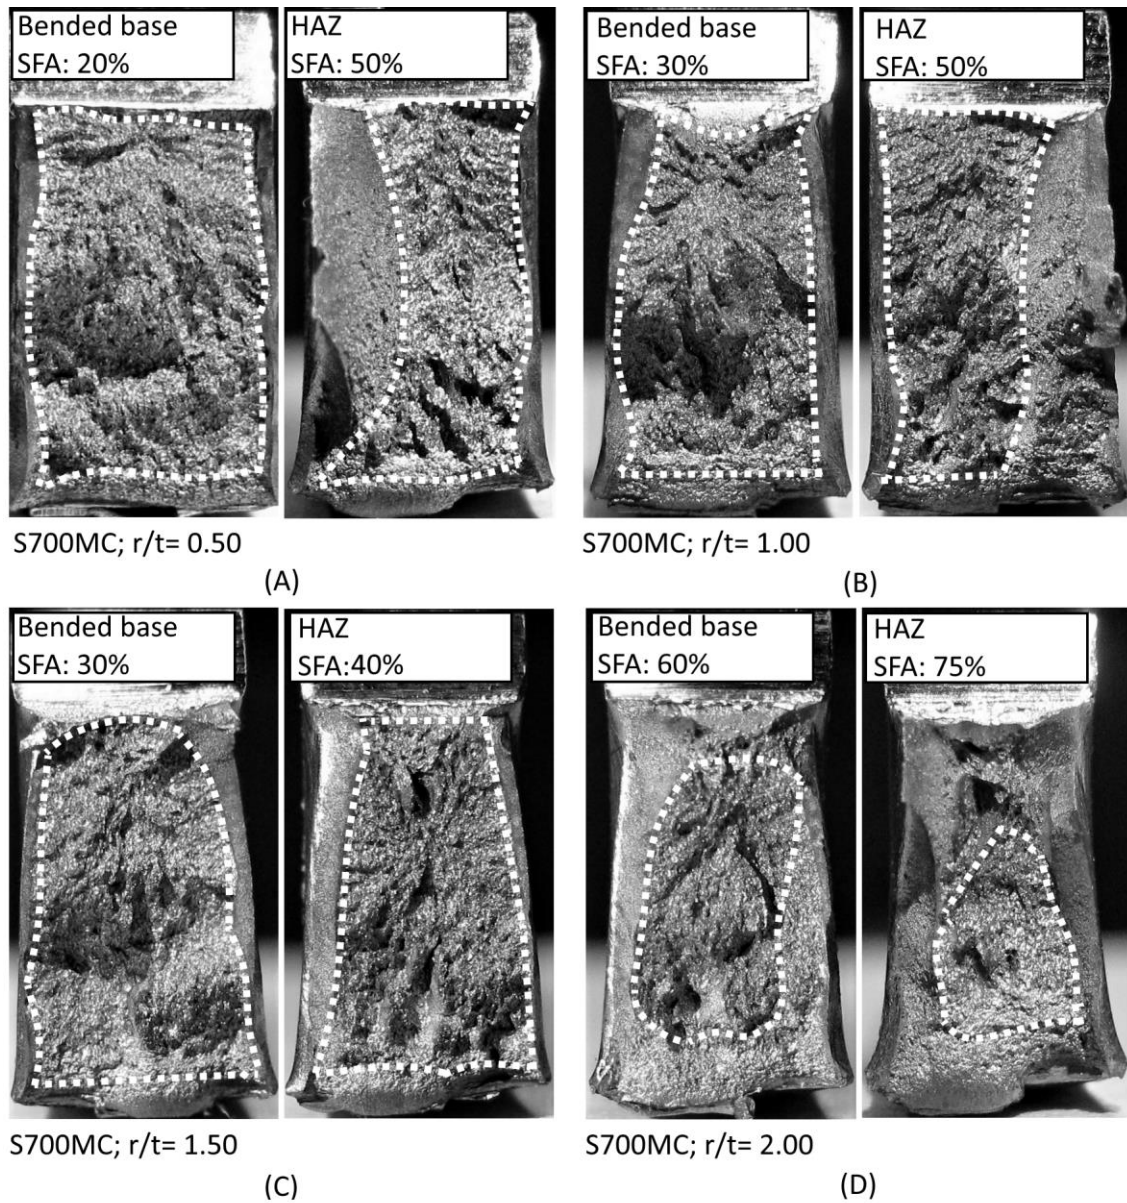 Bended base
SFA: 20%
HAZ
SFA: 50%
Bended base
SFA: 30%
HAZ
SFA: 50%
S700MC; r/t= 0.50
S700MC; r/t= 1.00
(A)
(B)
Bended base
SFA: 30%
HAZ
SFA:40%
Bended base
SFA: 60%
HAZ
SFA: 75%
S700MC; r/t= 1.50
S700MC; r/t= 2.00
(C)
(D)